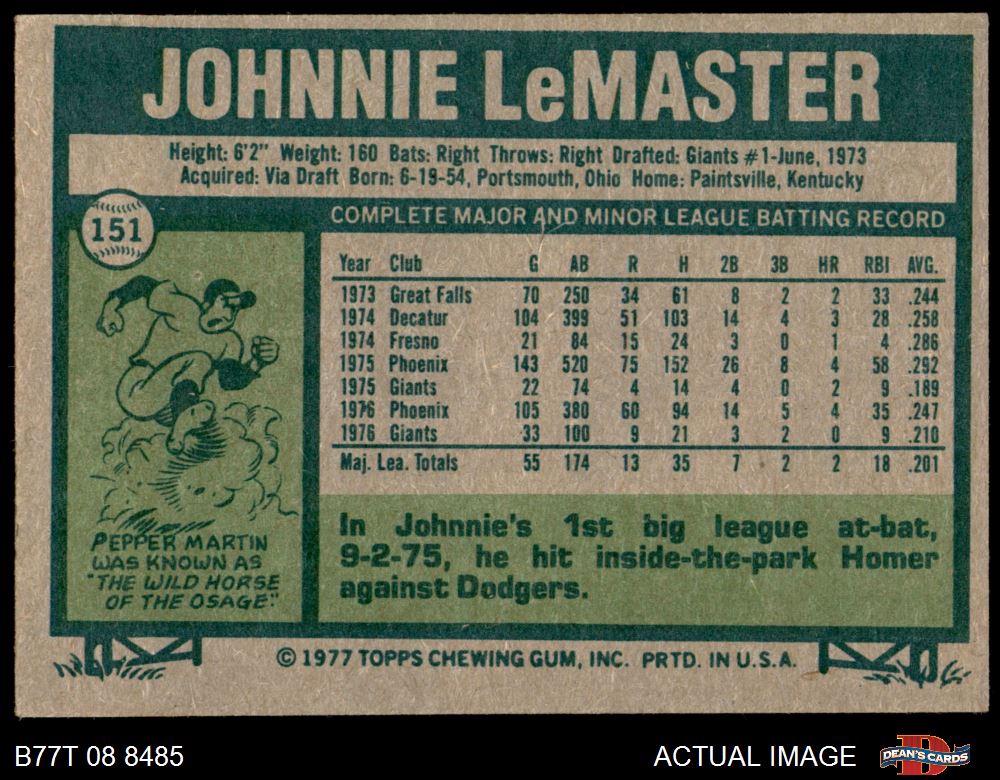 JOHNNIE LeMASTER
Height: 6'2" Weight: 160 Bats: Right Throws: Right Drafted: Giants #1-June, 1973
Acquired: Via Draft Born: 6-19-54, Portsmouth, Ohio Home: Paintsville, Kentucky
151
COMPLETE MAJOR AND MINOR LEAGUE BATTING RECORD
Year Club G AB R H 2B 3B HR RBI AVG.
1973 Great Falls 70 250 34 61 8 2 2 33 .244
1974 Decatur 104 399 51 103 14 4 3 28 .258
1974 Fresno 21 84 15 24 3 0 1 4 .286
1975 Phoenix 143 520 75 152 26 8 4 58 .292
1975 Giants 22 74 4 14 4 0 2 9 .189
1976 Phoenix 105 380 60 94 14 5 4 35 .247
1976 Giants 33 100 9 21 3 2 0 9 .210
Maj. Lea. Totals 55 174 13 35 7 2 2 18 .201
PEPPER MARTIN
WAS KNOWN AS
"THE WILD HORSE
OF THE OSAGE."
In Johnnie's 1st big league at-bat,
9-2-75, he hit inside-the-park Homer
against Dodgers.
© 1977 TOPPS CHEWING GUM, INC. PRTD. IN U.S.A.
B77T 08 8485
ACTUAL IMAGE
DEAN'S CARDS